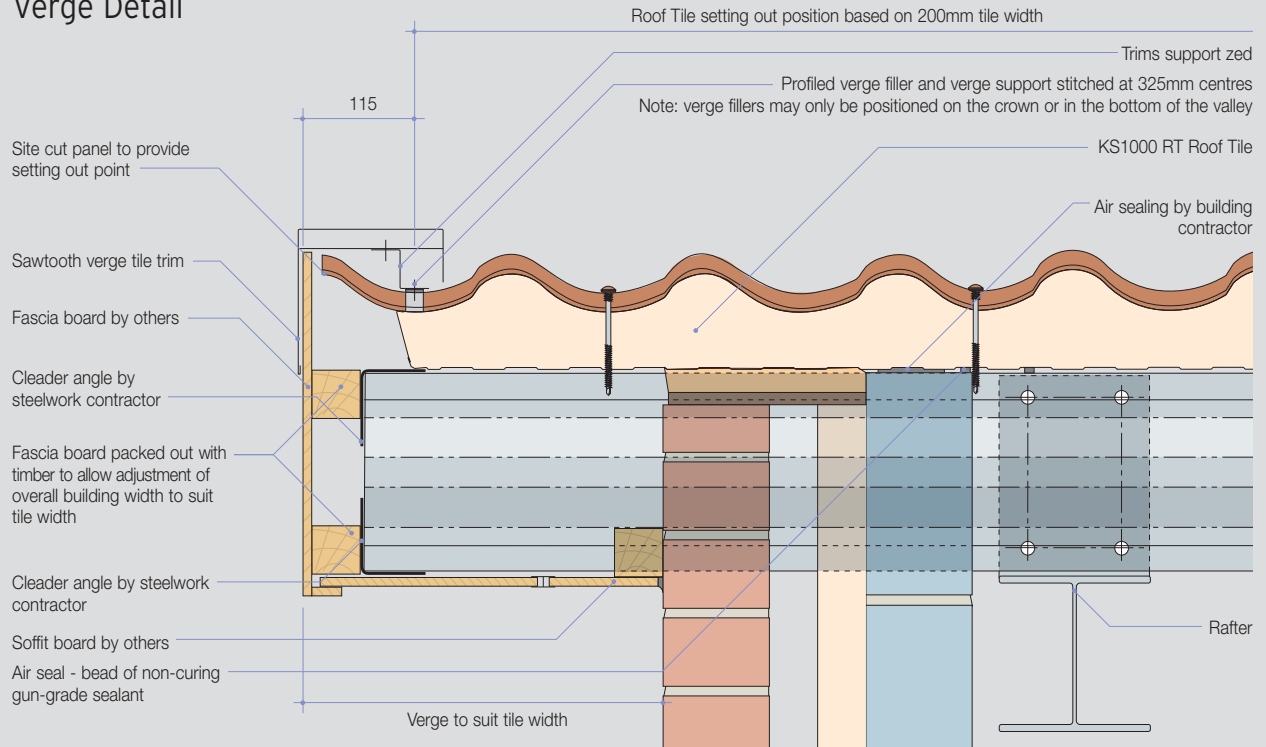 Verge Detail
Roof Tile setting out position based on 200mm tile width
Trims support zed
Profiled verge filler and verge support stitched at 325mm centres
Note: verge fillers may only be positioned on the crown or in the bottom of the valley
115
KS1000 RT Roof Tile
Site cut panel to provide
setting out point
Air sealing by building
contractor
Sawtooth verge tile trim
Fascia board by others
Cleader angle by
steelwork contractor
Fascia board packed out with
timber to allow adjustment of
overall building width to suit
tile width
Cleader angle by steelwork
contractor
Soffit board by others
Rafter
Air seal - bead of non-curing
gun-grade sealant
Verge to suit tile width